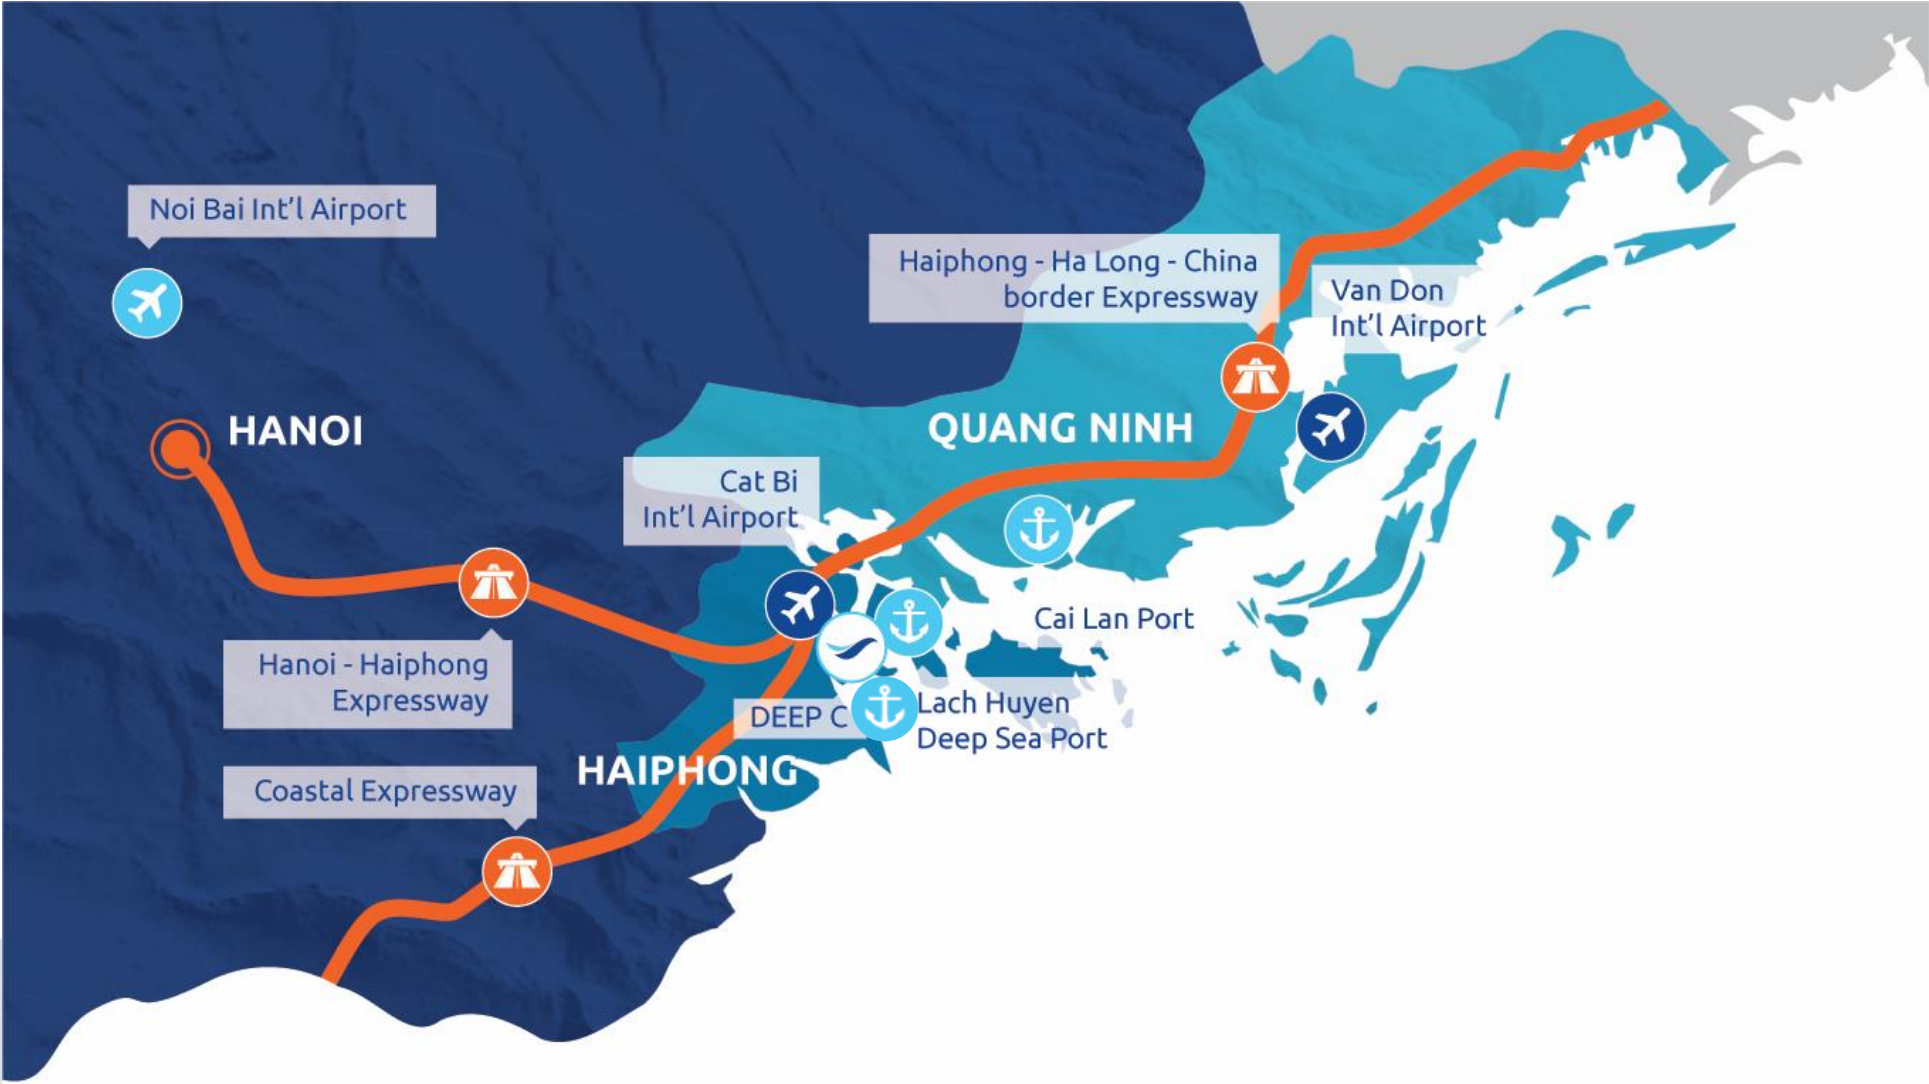 Noi Bai Int'l Airport
HANOI
Haiphong - Ha Long - China
border Expressway
Van Don
Int'l Airport
QUANG NINH
Cat Bi
Int'l Airport
Cai Lan Port
Hanoi - Haiphong
Expressway
DEEP C
Lach Huyen
Deep Sea Port
HAIPHONG
Coastal Expressway